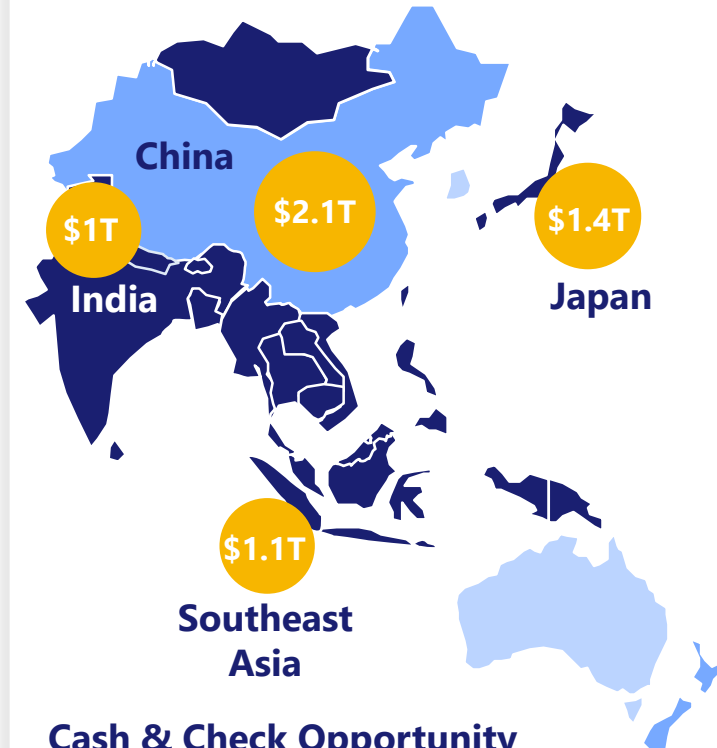 China
$2.1T
$1T
$1.4T
India
Japan
$1.1T
Southeast
Asia
Cash & Check Opportunity